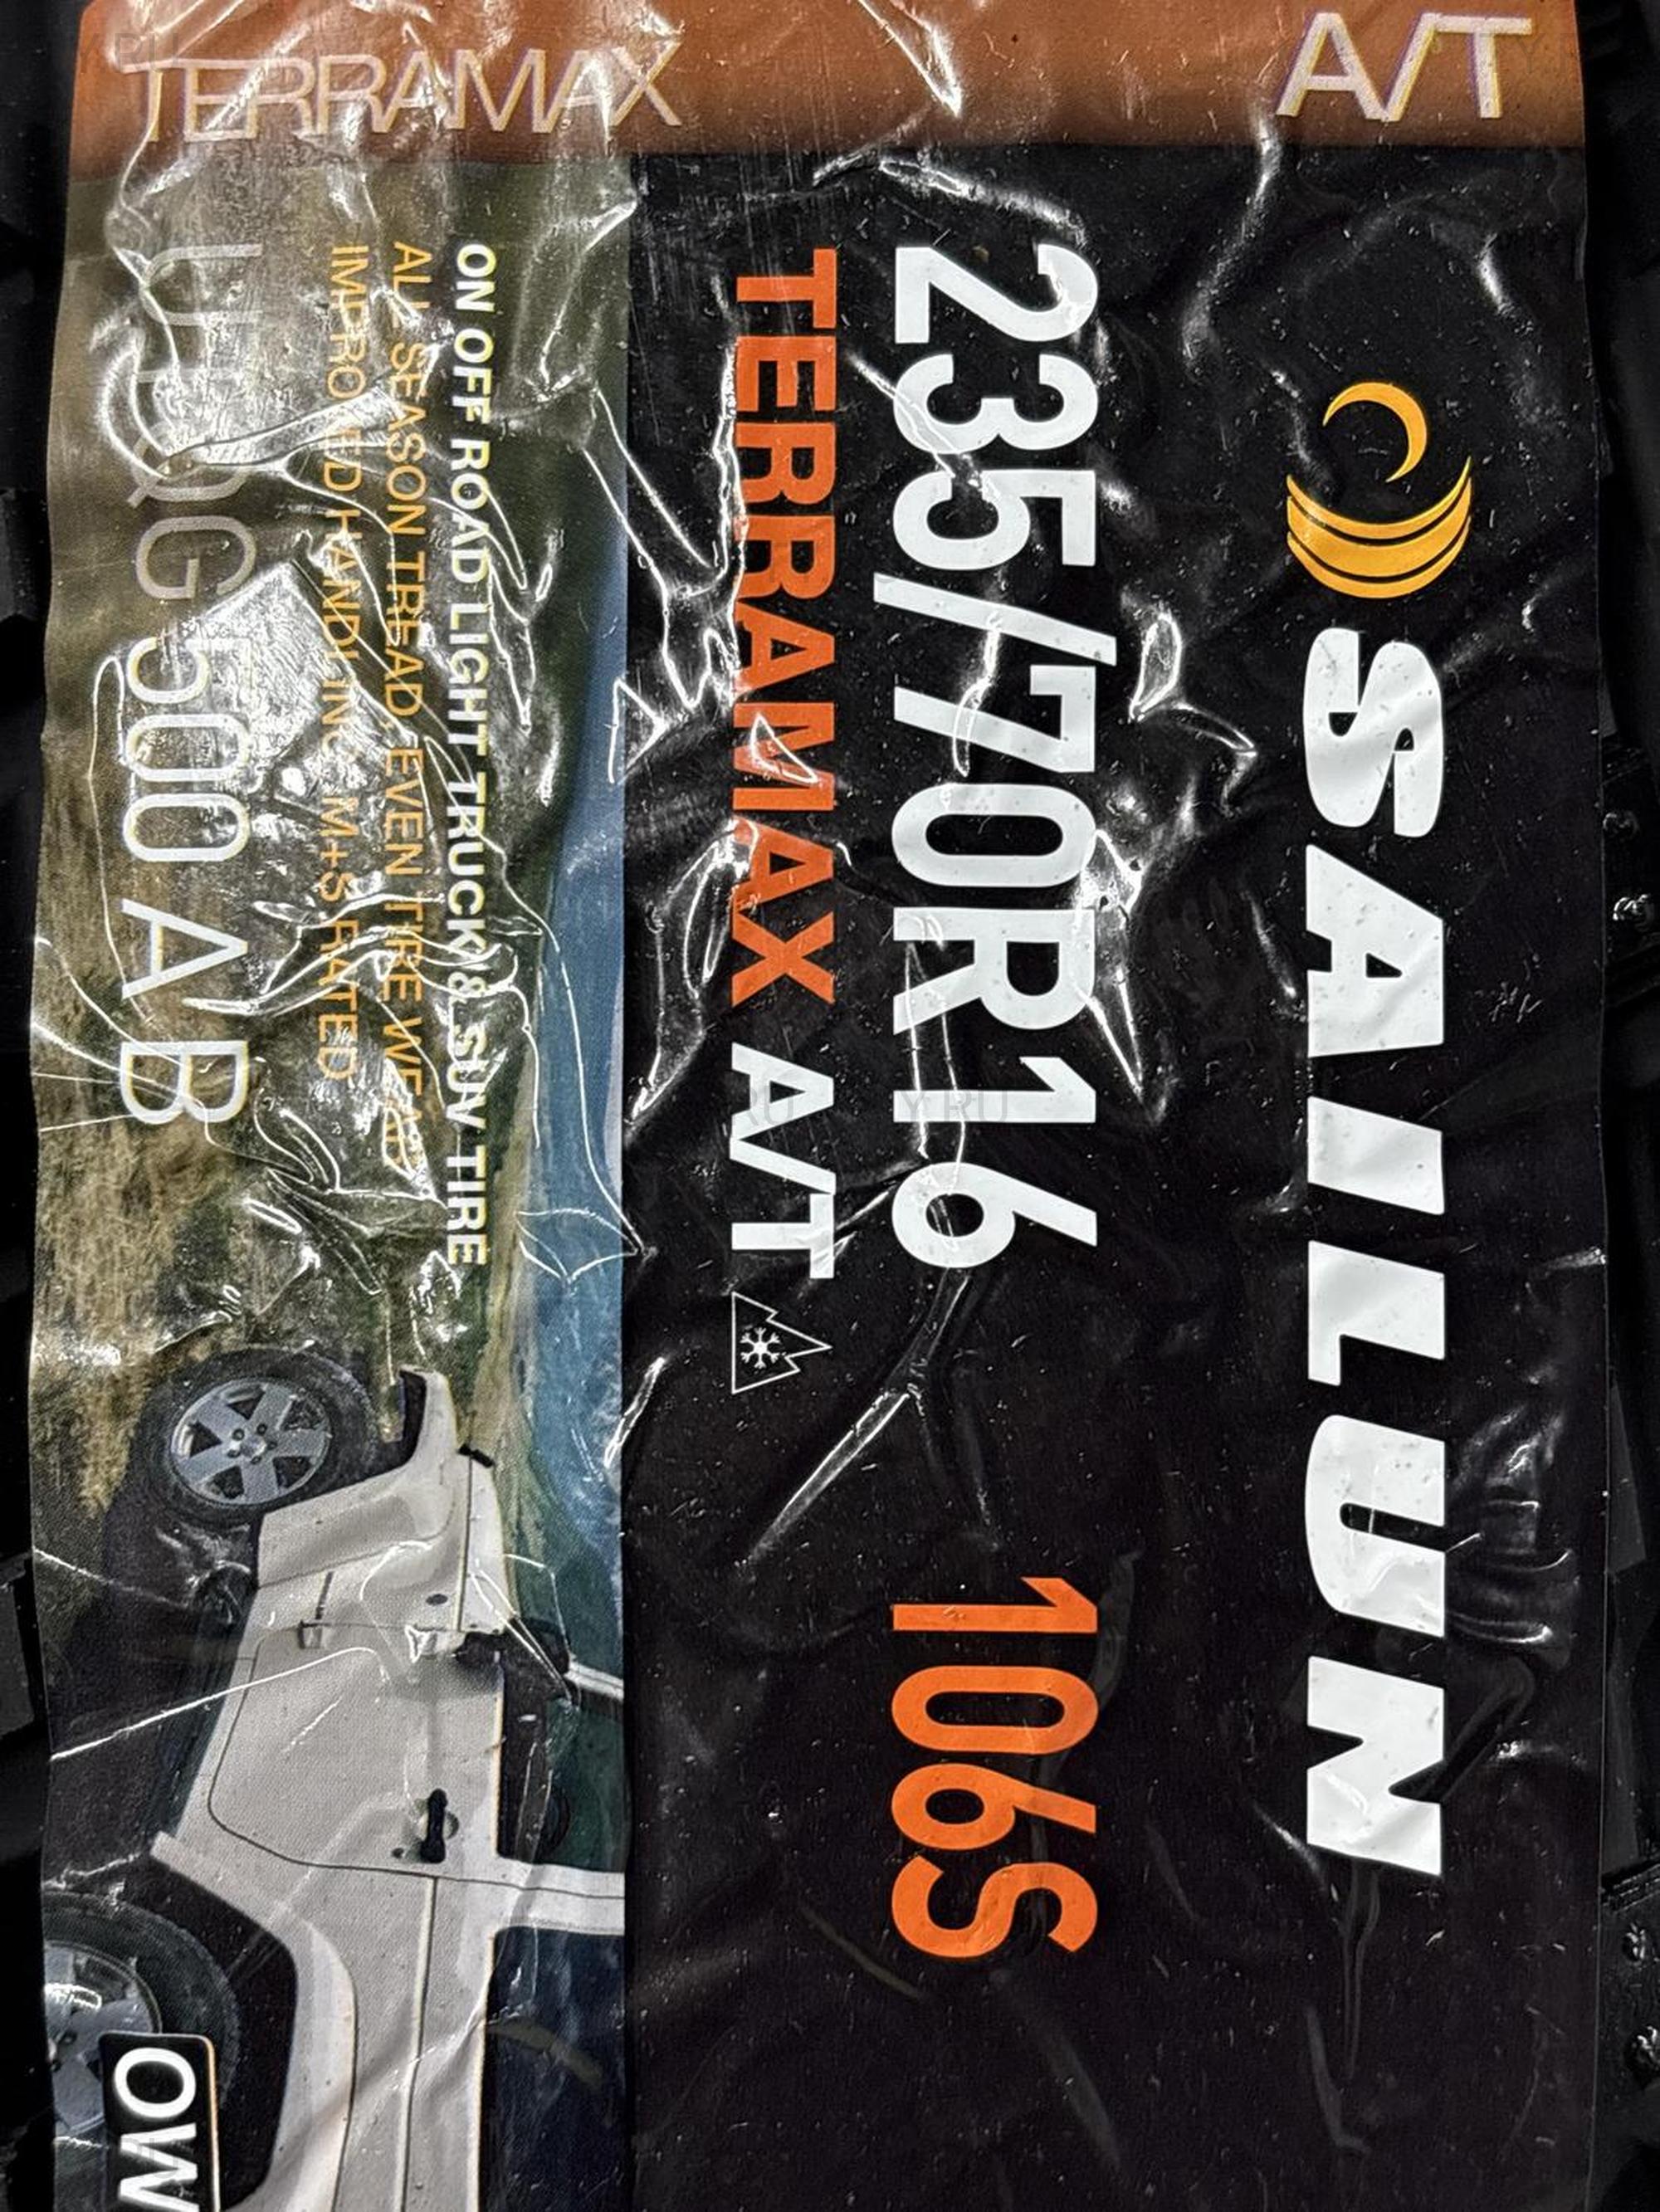 TERRAMAX A/T
SAILUN
235/70R16 106S
TERRAMAX A/T
ON OFF ROAD LIGHT TRUCK & SUV TIRE
ALL SEASON TREAD, EVEN TIRE WEAR
IMPROVED HANDLING, M+S RATED
UTQG 500 A B
OW